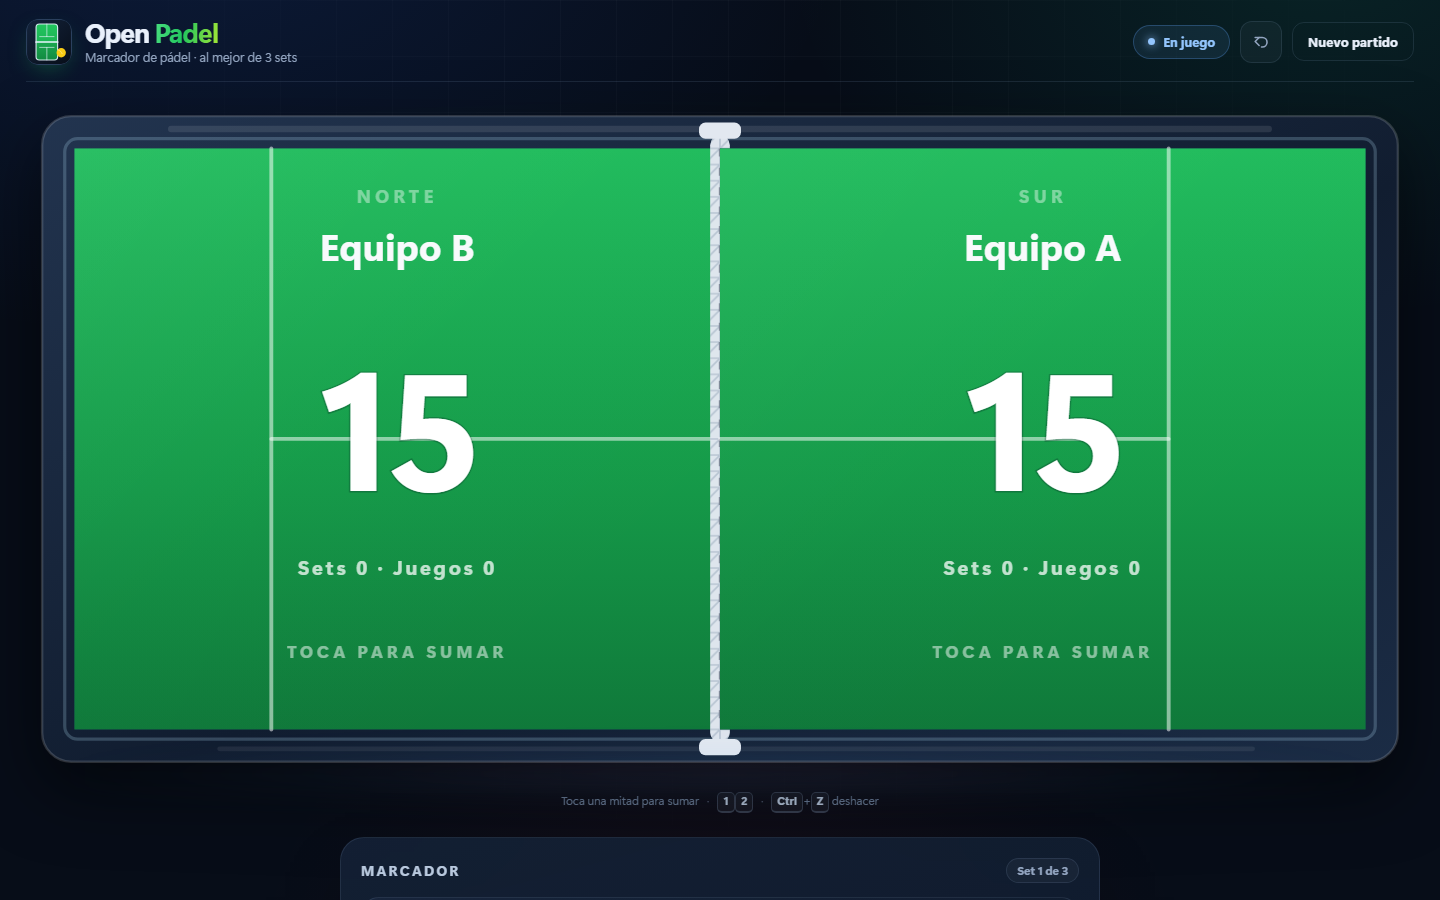 Open Padel
Marcador de pádel · al mejor de 3 sets
En juego
Nuevo partido
NORTE
Equipo B
15
Sets 0 · Juegos 0
TOCA PARA SUMAR
SUR
Equipo A
15
Sets 0 · Juegos 0
TOCA PARA SUMAR
Toca una mitad para sumar · 1 2 · Ctrl + Z deshacer
MARCADOR
Set 1 de 3